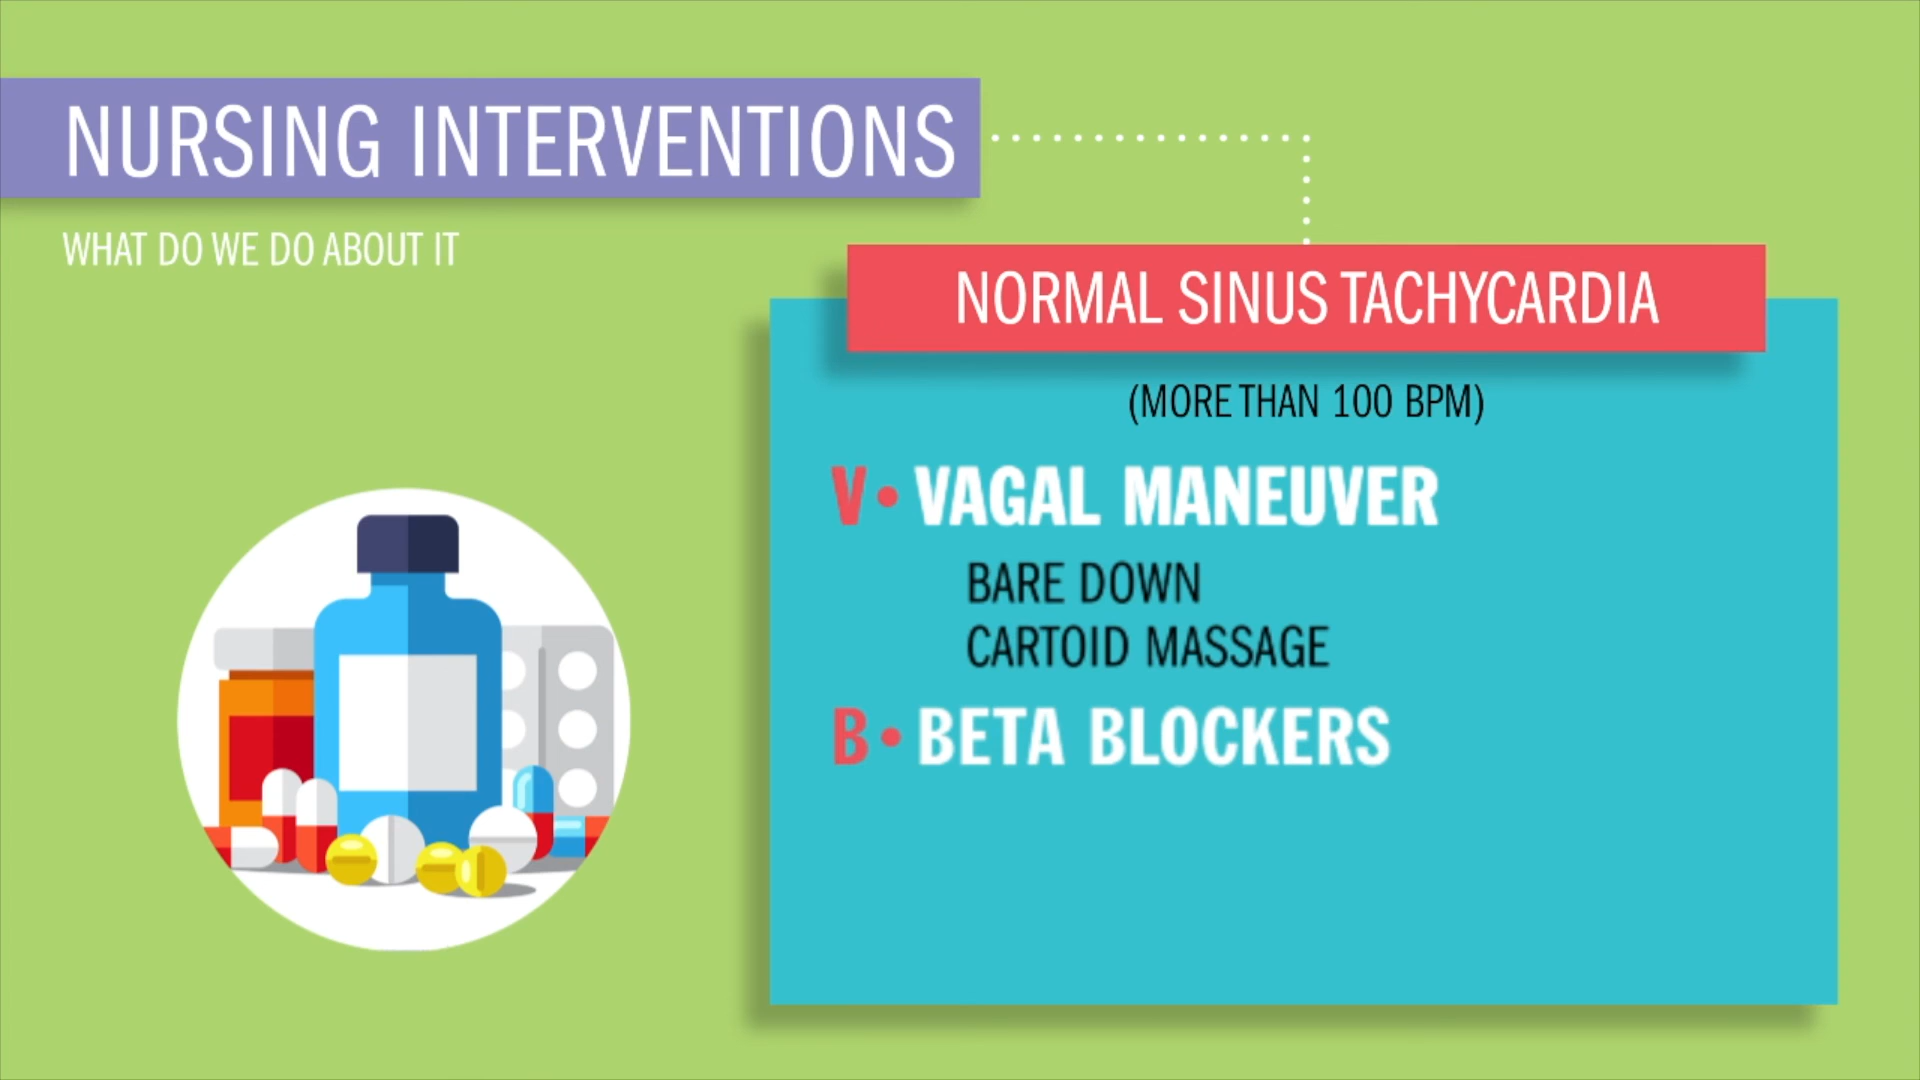 NURSING INTERVENTIONS
WHAT DO WE DO ABOUT IT
NORMAL SINUS TACHYCARDIA
(MORE THAN 100 BPM)
V• VAGAL MANEUVER
BARE DOWN
CARTOID MASSAGE
B• BETA BLOCKERS